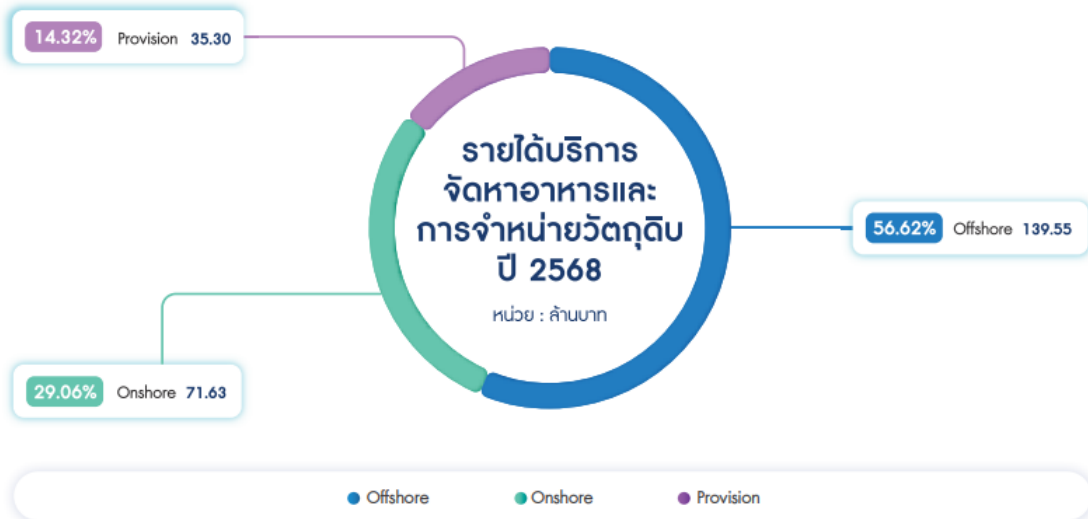 14.32% Provision 35.30
รายได้บริการ
จัดหาอาหารและ
การจำหน่ายวัตถุดิบ
ปี 2568
หน่วย : ล้านบาท
56.62% Offshore 139.55
29.06% Onshore 71.63
Offshore Onshore Provision